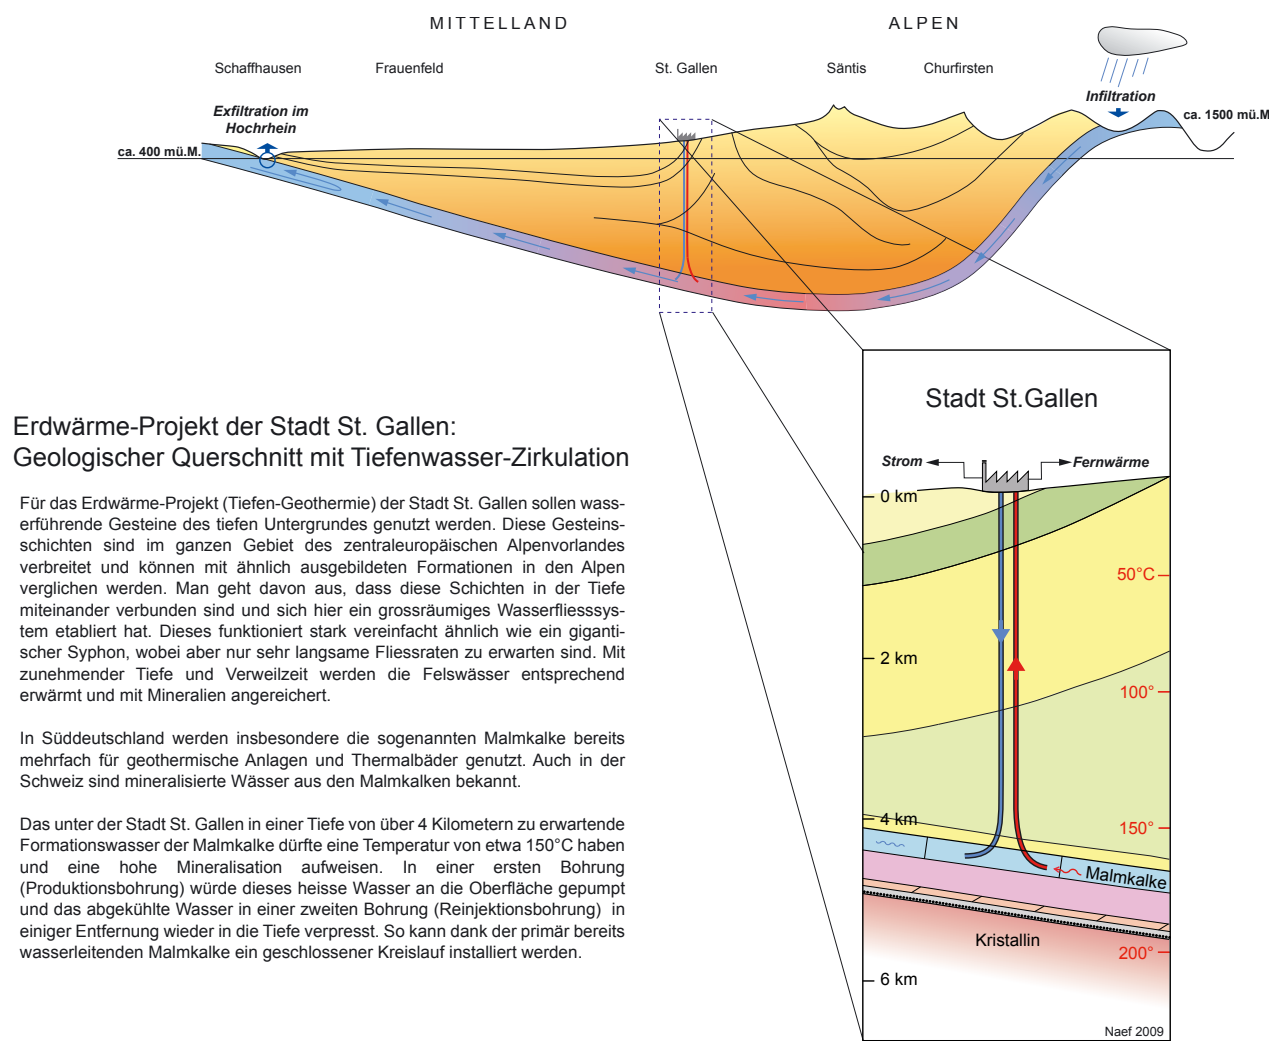 MITTELLAND
ALPEN
Schaffhausen
Frauenfeld
St. Gallen
Säntis
Churfirsten
Exfiltration im
Hochrhein
Infiltration
ca. 1500 mü.M
ca. 400 mü.M.
Erdwärme-Projekt der Stadt St. Gallen:
Geologischer Querschnitt mit Tiefenwasser-Zirkulation
Für das Erdwärme-Projekt (Tiefen-Geothermie) der Stadt St. Gallen sollen wass-
erführende Gesteine des tiefen Untergrundes genutzt werden. Diese Gesteins-
schichten sind im ganzen Gebiet des zentraleuropäischen Alpenvorlandes
verbreitet und können mit ähnlich ausgebildeten Formationen in den Alpen
verglichen werden. Man geht davon aus, dass diese Schichten in der Tiefe
miteinander verbunden sind und sich hier ein grossräumiges Wasserfliesssys-
tem etabliert hat. Dieses funktioniert stark vereinfacht ähnlich wie ein giganti-
scher Syphon, wobei aber nur sehr langsame Fliessraten zu erwarten sind. Mit
zunehmender Tiefe und Verweilzeit werden die Felswässer entsprechend
erwärmt und mit Mineralien angereichert.
In Süddeutschland werden insbesondere die sogenannten Malmkalke bereits
mehrfach für geothermische Anlagen und Thermalbäder genutzt. Auch in der
Schweiz sind mineralisierte Wässer aus den Malmkalken bekannt.
Das unter der Stadt St. Gallen in einer Tiefe von über 4 Kilometern zu erwartende
Formationswasser der Malmkalke dürfte eine Temperatur von etwa 150°C haben
und eine hohe Mineralisation aufweisen. In einer ersten Bohrung
(Produktionsbohrung) würde dieses heisse Wasser an die Oberfläche gepumpt
und das abgekühlte Wasser in einer zweiten Bohrung (Reinjektionsbohrung) in
einiger Entfernung wieder in die Tiefe verpresst. So kann dank der primär bereits
wasserleitenden Malmkalke ein geschlossener Kreislauf installiert werden.
Stadt St.Gallen
Strom
Fernwärme
0 km
50°C
2 km
100°
4 km
150°
Malmkalke
Kristallin
200°
6 km
Naef 2009